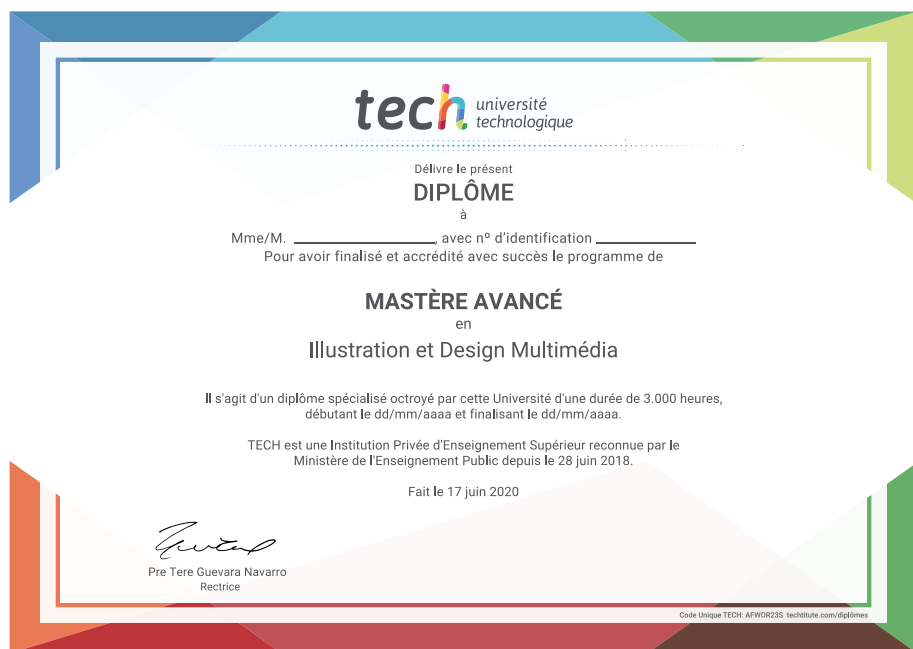 tech université
technologique
Délivre le présent
DIPLÔME
à
Mme/M. ____________________, avec nº d’identification ______________
Pour avoir finalisé et accrédité avec succès le programme de
MASTÈRE AVANCÉ
en
Illustration et Design Multimédia
Il s'agit d'un diplôme spécialisé octroyé par cette Université d'une durée de 3.000 heures,
débutant le dd/mm/aaaa et finalisant le dd/mm/aaaa.
TECH est une Institution Privée d'Enseignement Supérieur reconnue par le
Ministère de l'Enseignement Public depuis le 28 juin 2018.
Fait le 17 juin 2020
Pre Tere Guevara Navarro
Rectrice
Code Unique TECH: AFWOR23S techtitute.com/diplômes